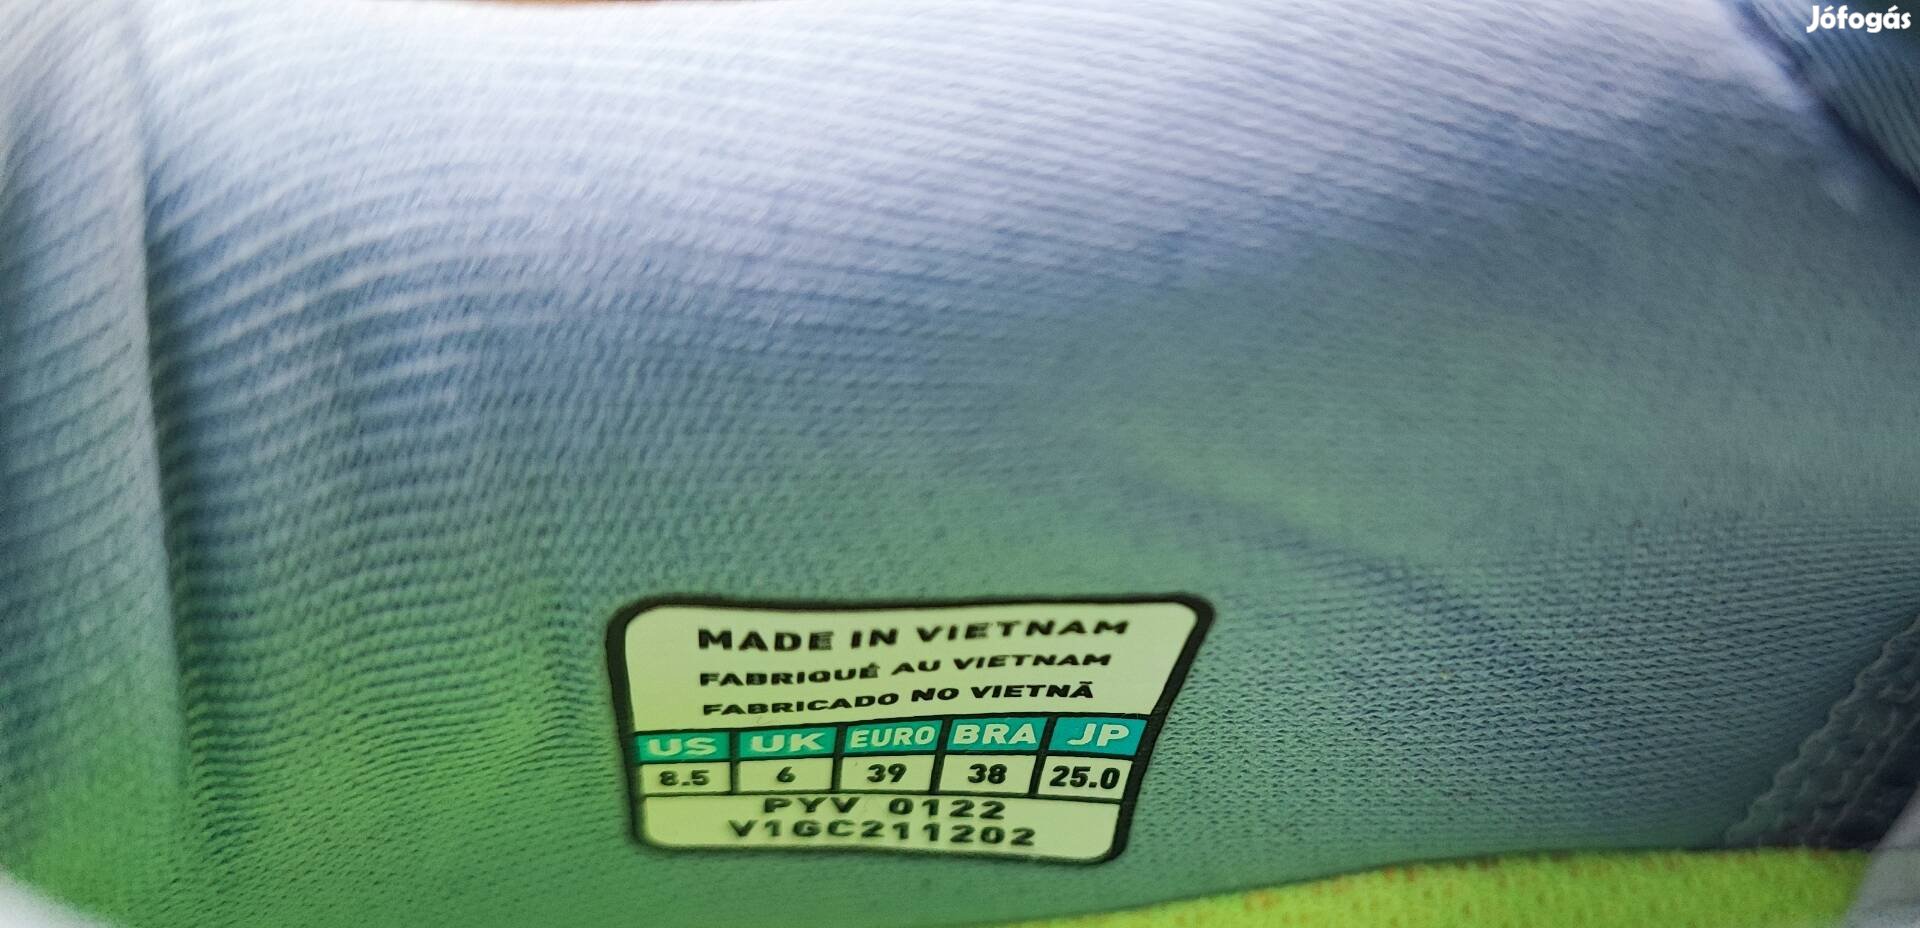 Jófogás
MADE IN VIETNAM
FABRIQUÉ AU VIETNAM
FABRICADO NO VIETNÃ
US UK EURO BRA JP
8.5 6 39 38 25.0
PYV 0122
V1GC211202